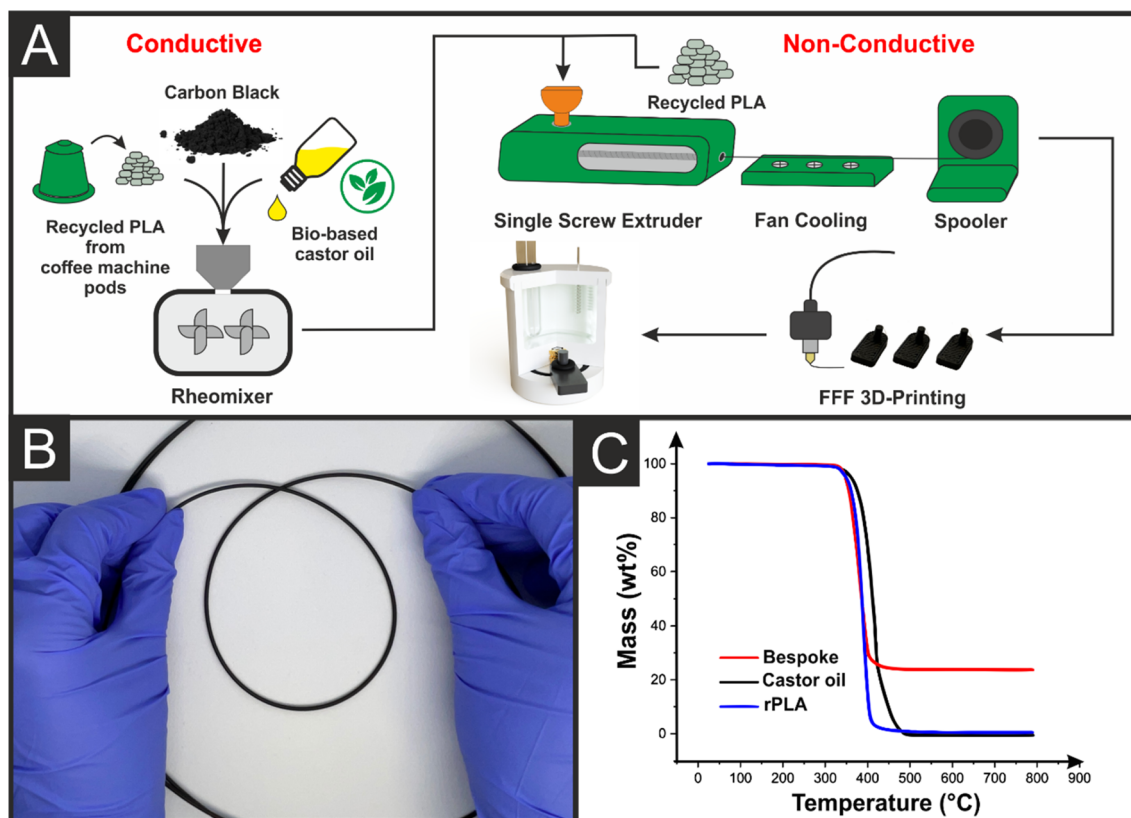 A
Conductive
Carbon Black
Recycled PLA
from
coffee machine
pods
Bio-based
castor oil
Rheomixer
Non-Conductive
Recycled PLA
Single Screw Extruder
Fan Cooling
Spooler
FFF 3D-Printing
B
C
Mass (wt%)
100
80
60
40
20
0
Bespoke
Castor oil
rPLA
0 100 200 300 400 500 600 700 800 900
Temperature (°C)